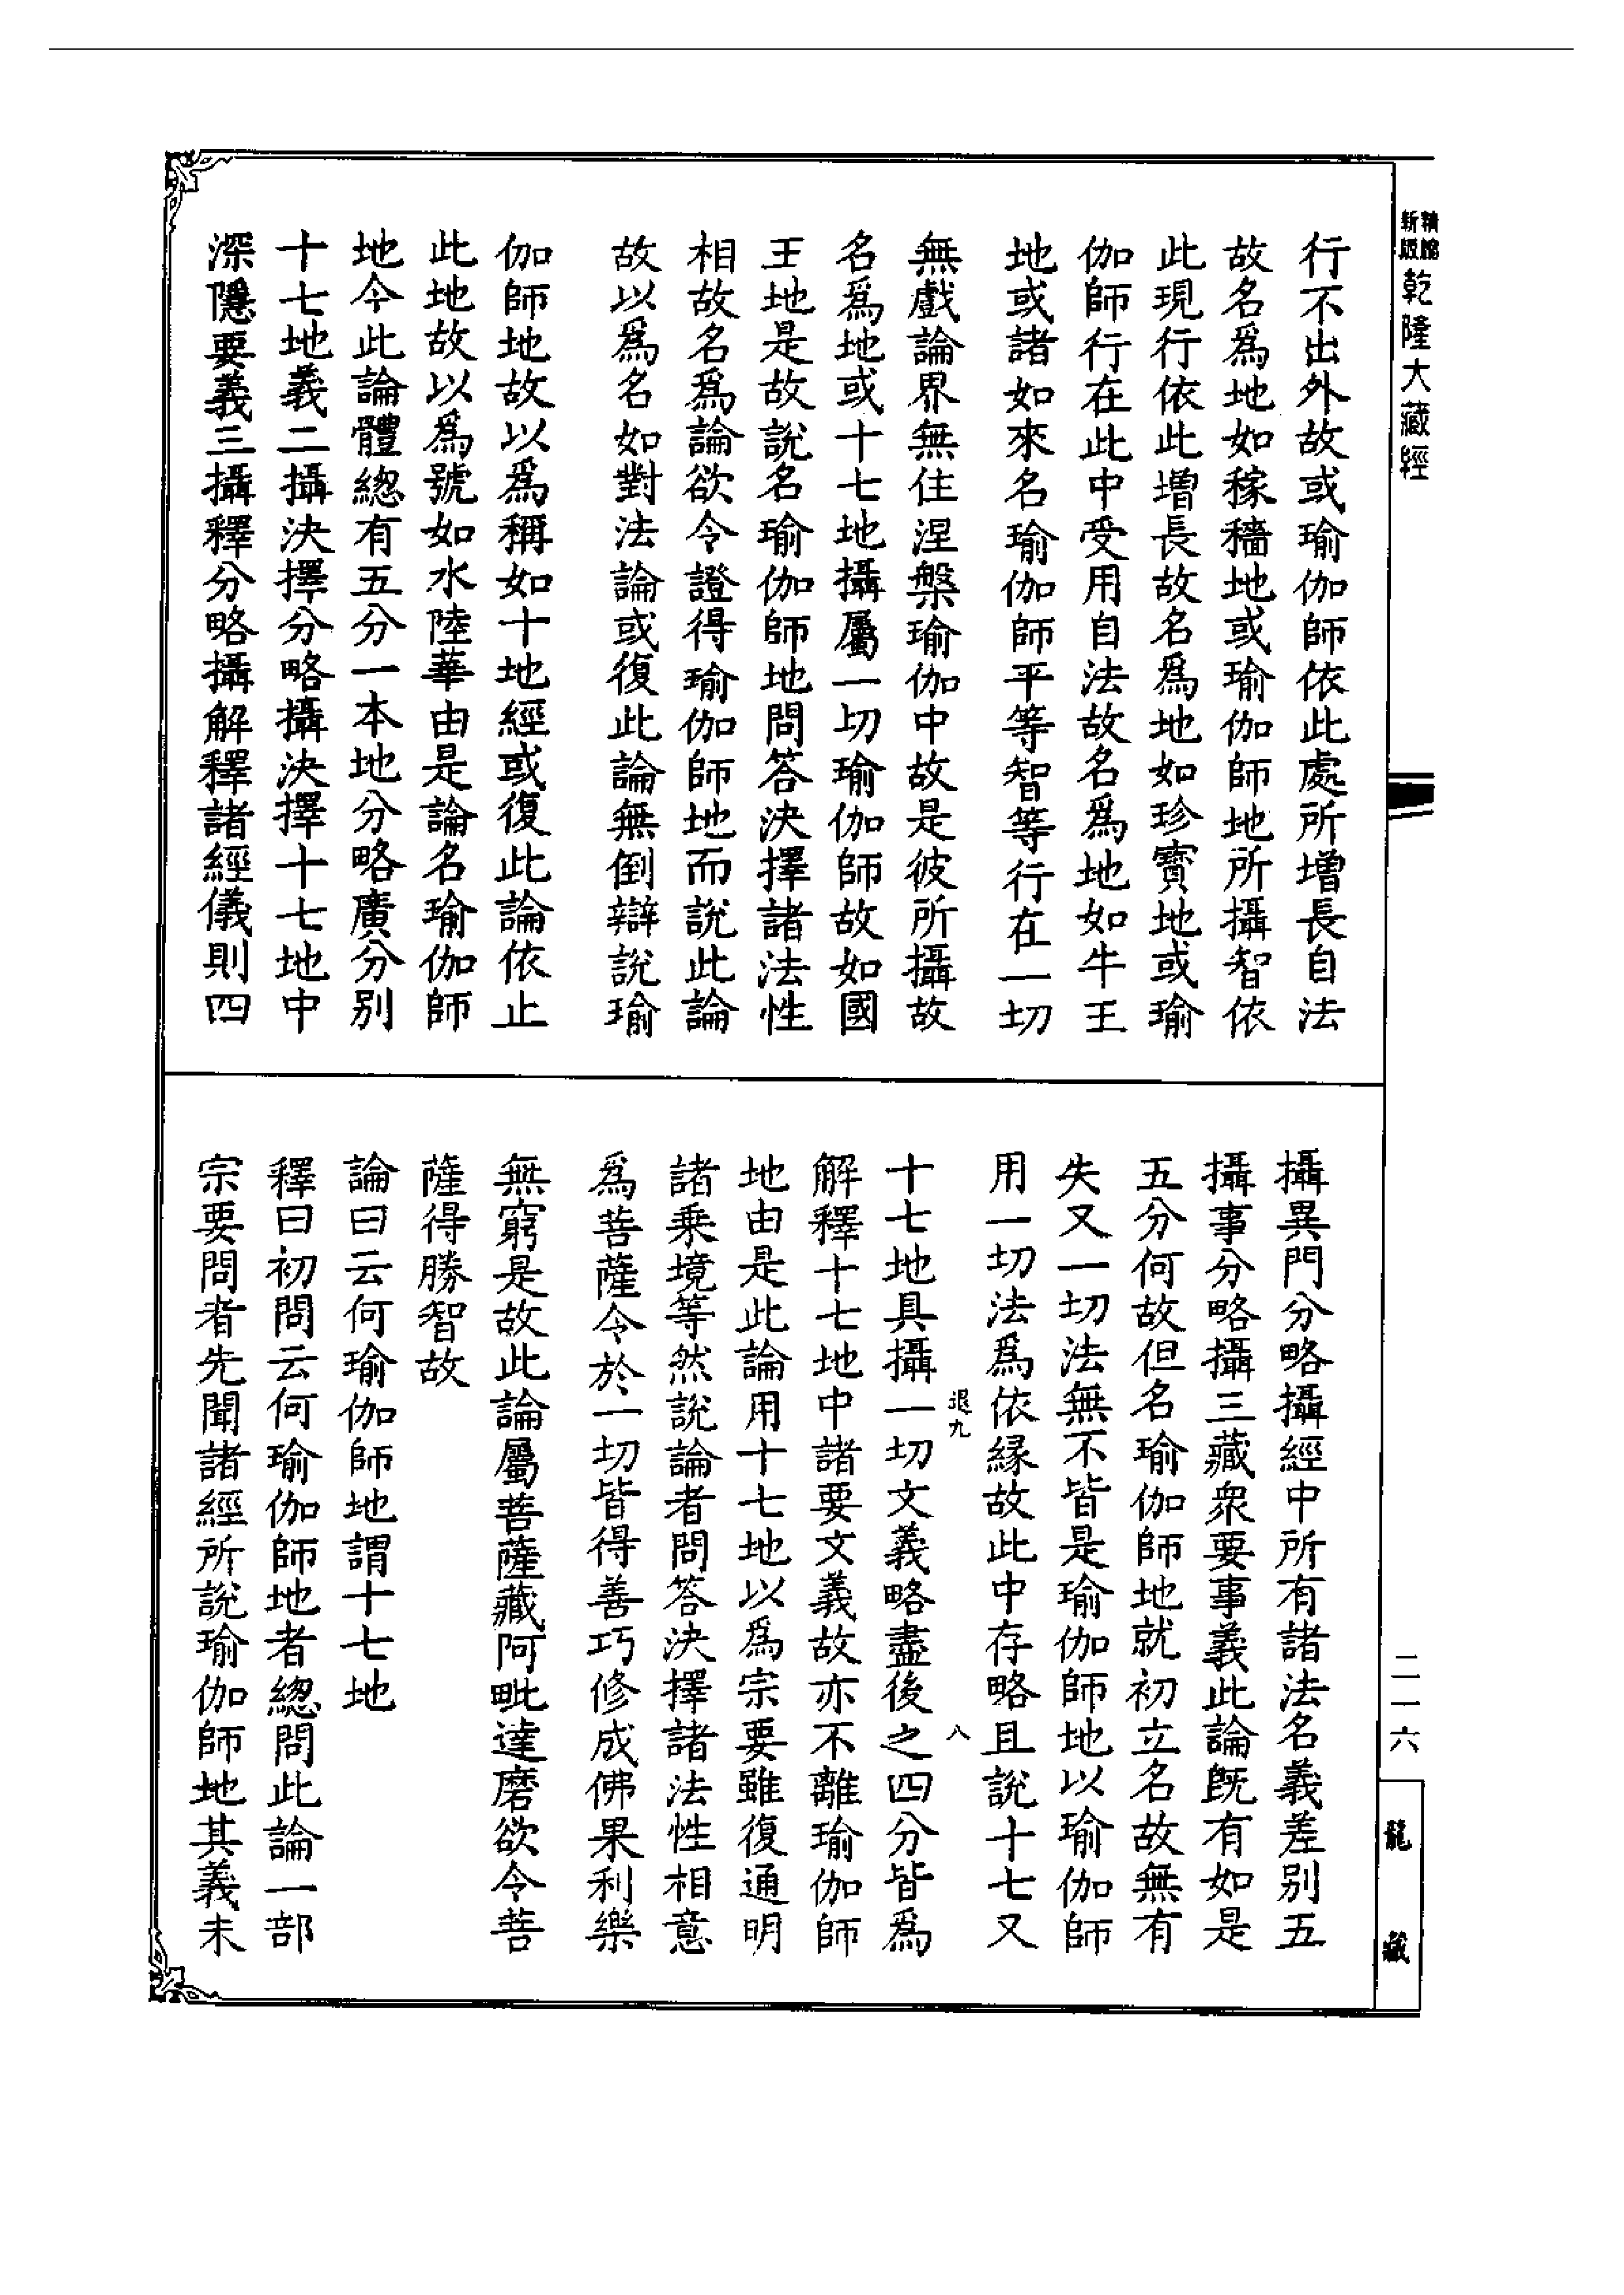 精縮新版乾隆大藏經
行不出外故或瑜伽師依此處所增長自法
故名爲地如稼穡地或瑜伽師地所攝智依
此現行依此增長故名爲地如珍寶地或瑜
伽師行在此中受用自法故名爲地如牛王
地或諸如來名瑜伽師平等智等行在一切
無戲論界無住涅槃瑜伽中故是彼所攝故
名爲地或十七地攝屬一切瑜伽師故如國
王地是故說名瑜伽師地問答決擇諸法性
相故名爲論欲令證得瑜伽師地而說此論
故以爲名如對法論或復此論無倒辯說瑜
伽師地故以爲稱如十地經或復此論依止
此地故以爲號如水陸華由是論名瑜伽師
地今此論體總有五分一本地分略廣分別
十七地義二攝決擇分略攝決擇十七地中
深隱要義三攝釋分略攝解釋諸經儀則四
攝異門分略攝經中所有諸法名義差別五
攝事分略攝三藏衆要事義此論既有如是
五分何故但名瑜伽師地就初立名故無有
失又一切法無不皆是瑜伽師地以瑜伽師
用一切法爲依緣故此中存略且說十七又
退九 八
十七地具攝一切文義略盡後之四分皆爲
解釋十七地中諸要文義故亦不離瑜伽師
地由是此論用十七地以爲宗要雖復通明
諸乘境等然說論者問答決擇諸法性相意
爲菩薩令於一切皆得善巧修成佛果利樂
無窮是故此論屬菩薩藏阿毗達磨欲令菩
薩得勝智故
論曰云何瑜伽師地謂十七地
釋曰初問云何瑜伽師地者總問此論一部
宗要問者先聞諸經所說瑜伽師地其義未
二一六
龍藏